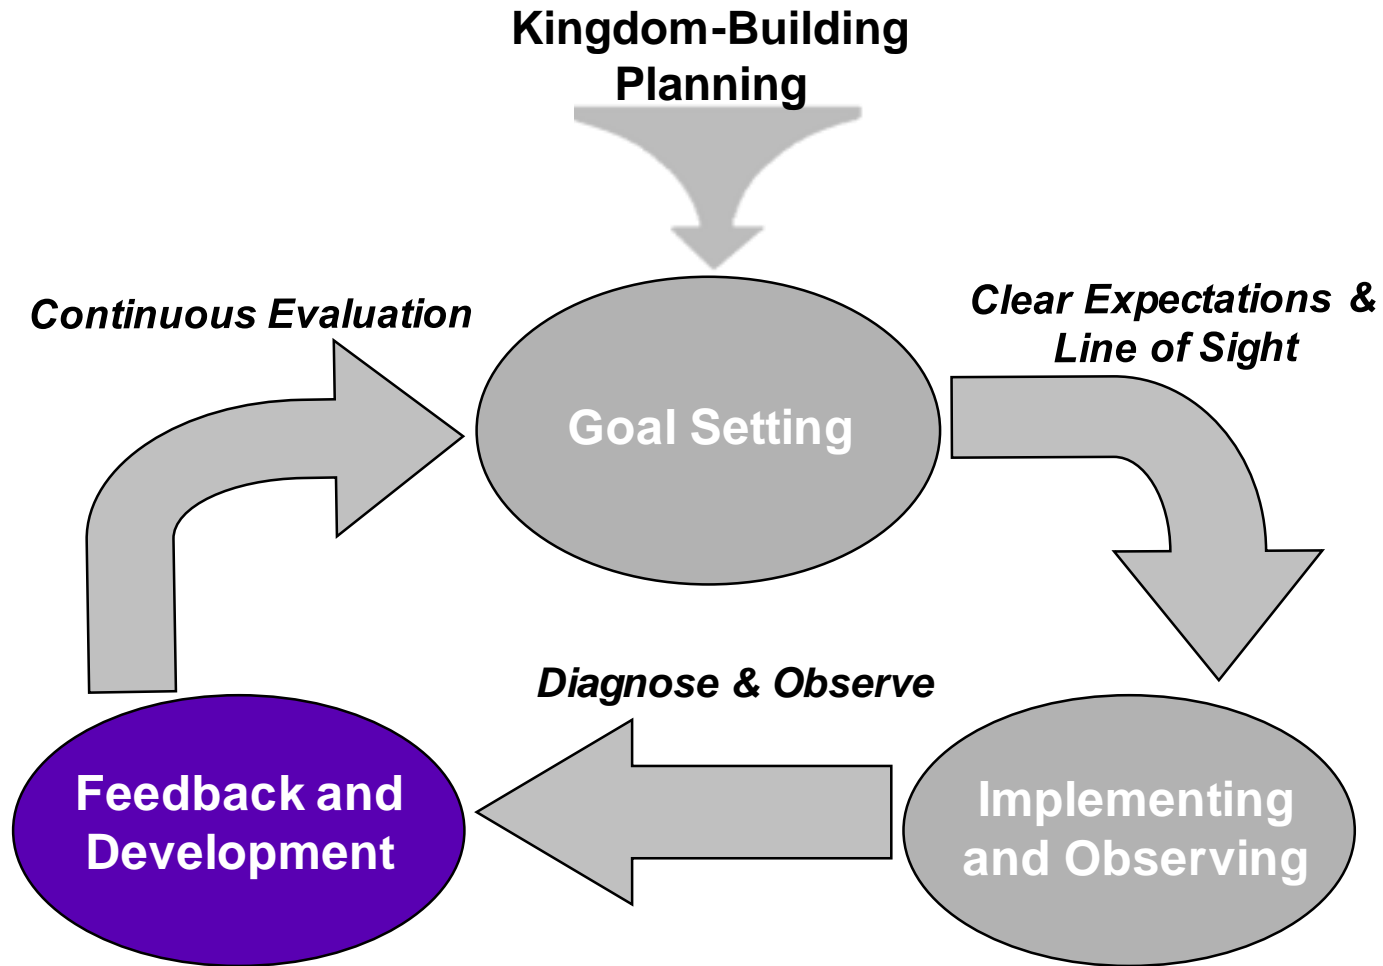 Kingdom-Building
Planning
Continuous Evaluation
Clear Expectations &
Line of Sight
Goal Setting
Diagnose & Observe
Feedback and
Development
Implementing
and Observing